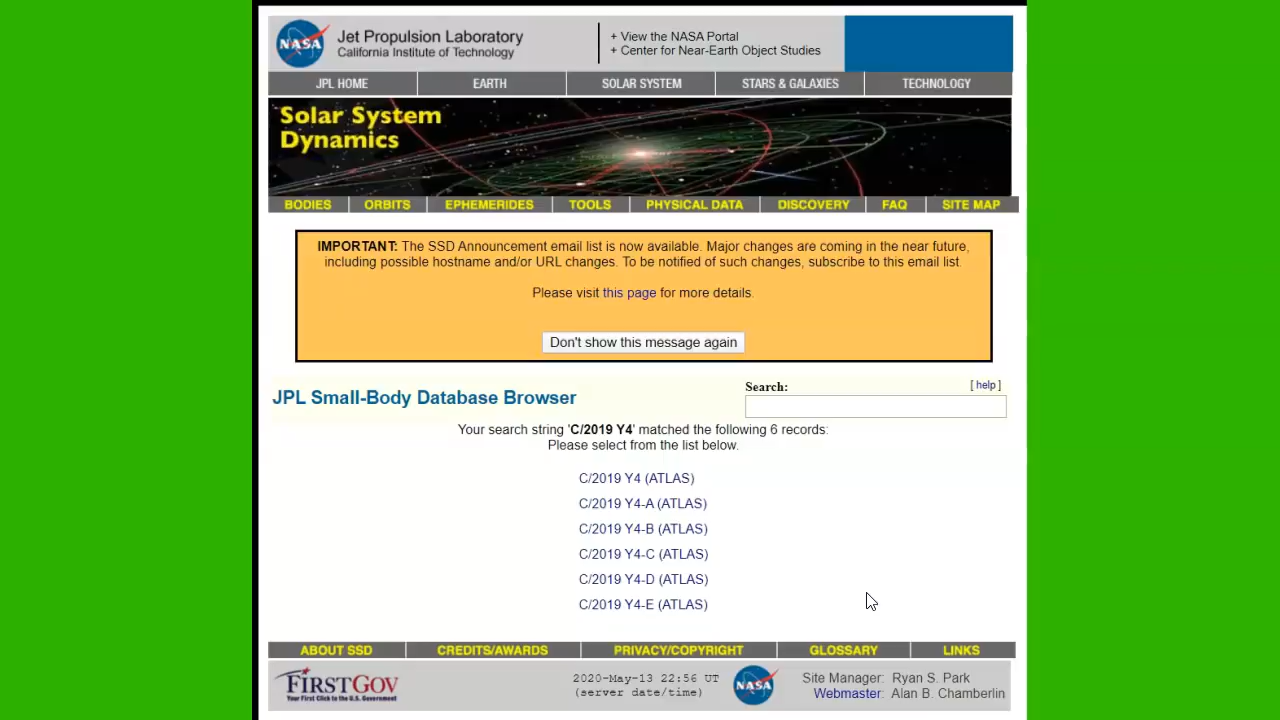 NASA
Jet Propulsion Laboratory
California Institute of Technology
+ View the NASA Portal
+ Center for Near-Earth Object Studies
JPL HOME
EARTH
SOLAR SYSTEM
STARS & GALAXIES
TECHNOLOGY
Solar System
Dynamics
BODIES
ORBITS
EPHEMERIDES
TOOLS
PHYSICAL DATA
DISCOVERY
FAQ
SITE MAP
IMPORTANT: The SSD Announcement email list is now available. Major changes are coming in the near future,
including possible hostname and/or URL changes. To be notified of such changes, subscribe to this email list.
Please visit this page for more details.
Don't show this message again
JPL Small-Body Database Browser
Search:
[ help ]
Your search string 'C/2019 Y4' matched the following 6 records:
Please select from the list below.
C/2019 Y4 (ATLAS)
C/2019 Y4-A (ATLAS)
C/2019 Y4-B (ATLAS)
C/2019 Y4-C (ATLAS)
C/2019 Y4-D (ATLAS)
C/2019 Y4-E (ATLAS)
ABOUT SSD
CREDITS/AWARDS
PRIVACY/COPYRIGHT
GLOSSARY
LINKS
FIRSTGOV
Your First Click to the U.S. Government
2020-May-13 22:56 UT
(server date/time)
NASA
Site Manager: Ryan S. Park
Webmaster: Alan B. Chamberlin